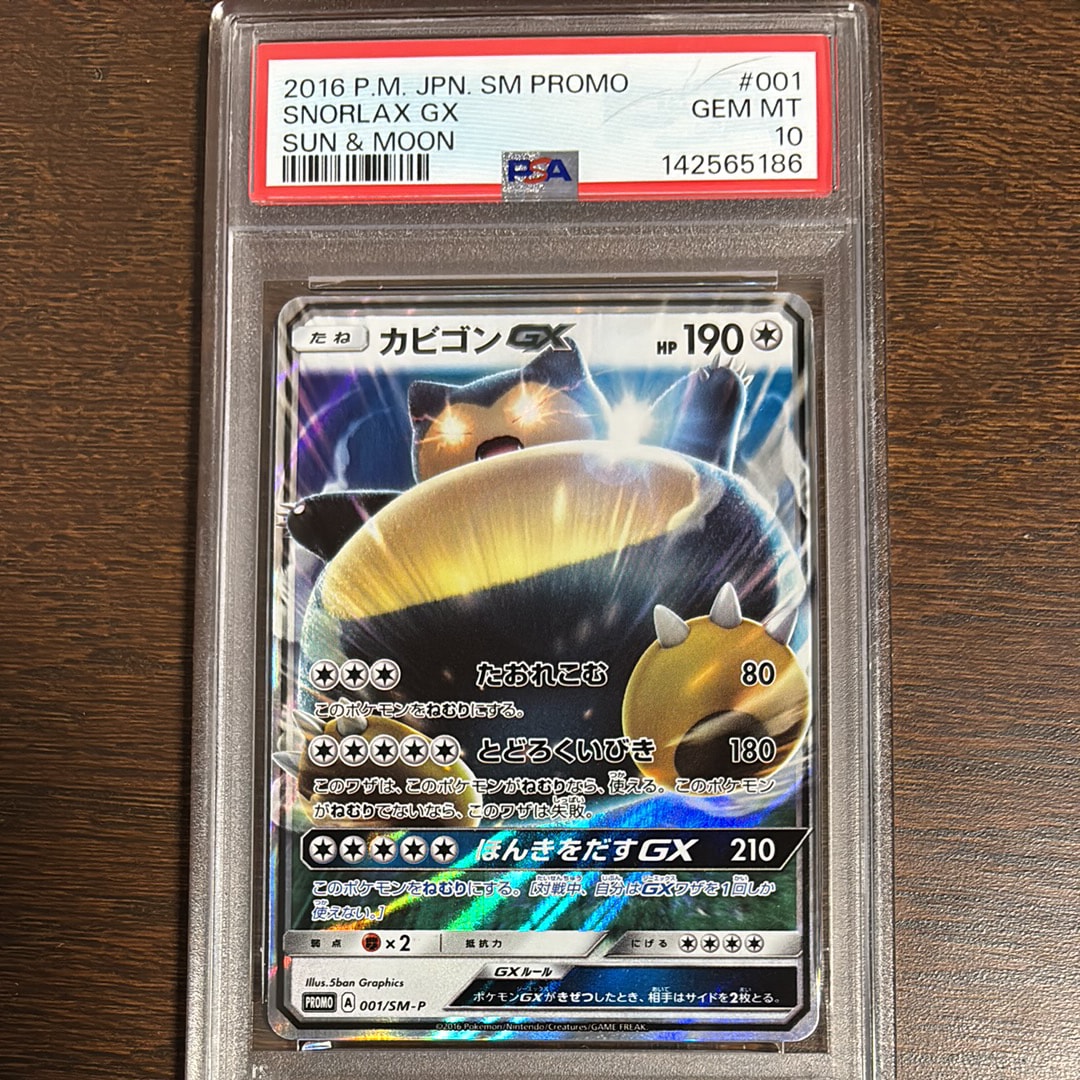 2016 P.M. JPN. SM PROMO #001
SNORLAX GX GEM MT
SUN & MOON 10
PSA 142565186
たね カビゴンGX HP 190
たおれこむ 80
このポケモンをねむりにする。
とどろくいびき 180
このワザは、このポケモンがねむりなら、使える。このポケモン
がねむりでないなら、このワザは失敗。
ほんきをだすGX 210
このポケモンをねむりにする。[対戦中、自分はGXワザを1回しか
使えない。]
弱点 ×2 抵抗力 にげる
Illus.5ban Graphics GXルール
PROMO A 001/SM-P ポケモンGXがきぜつしたとき、相手はサイドを2枚とる。
©2016 Pokémon/Nintendo/Creatures/GAME FREAK.